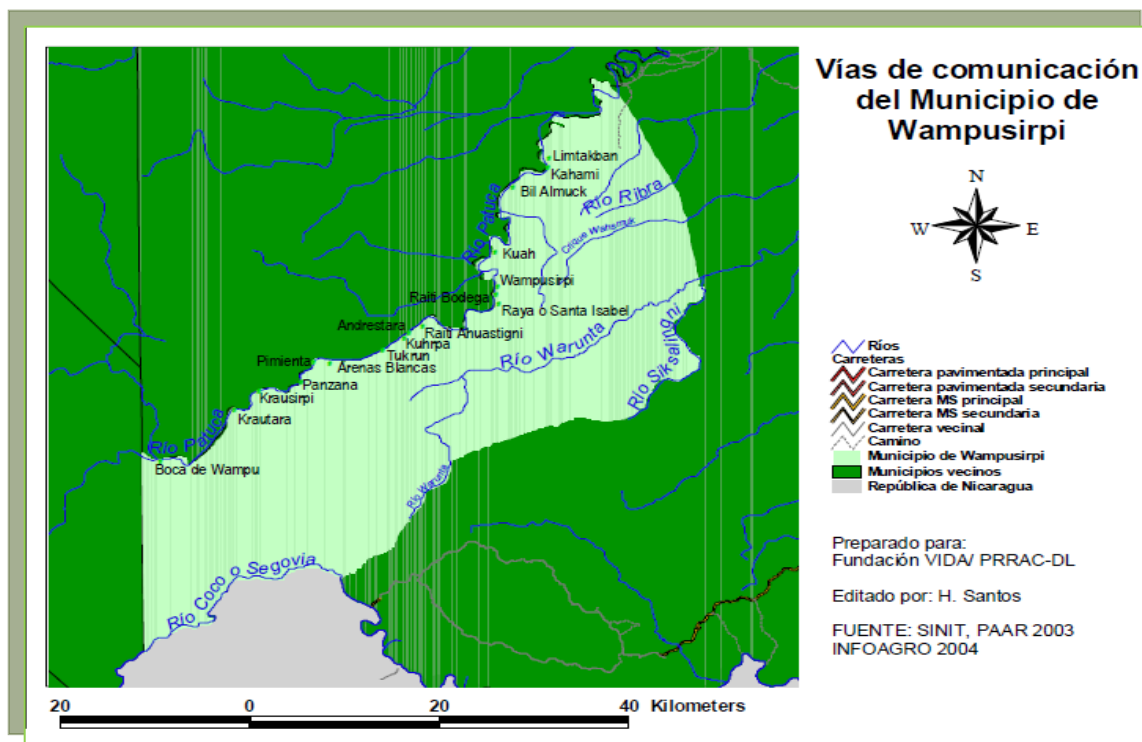 Vías de comunicación
del Municipio de
Wampusirpi
N
W E
S
Limtakban
Kahami
Bil Almuck
Río Ribra
Río Patuca
Crique Wahamuk
Kuah
Wampusirpi
Raiti Bodega
Raya o Santa Isabel
Andrestara
Raiti Ahuastigni
Kuhrpa
Río Warunta
Río Siksalingni
Tukrun
Pimienta
Arenas Blancas
Panzana
Krausirpi
Krautara
Río Patuca
Boca de Wampu
Río Warunta
Río Coco o Segovia
Ríos
Carreteras
Carretera pavimentada principal
Carretera pavimentada secundaria
Carretera MS principal
Carretera MS secundaria
Carretera vecinal
Camino
Municipio de Wampusirpi
Municipios vecinos
República de Nicaragua
Preparado para:
Fundación VIDA/ PRRAC-DL
Editado por: H. Santos
FUENTE: SINIT, PAAR 2003
INFOAGRO 2004
20 0 20 40 Kilometers